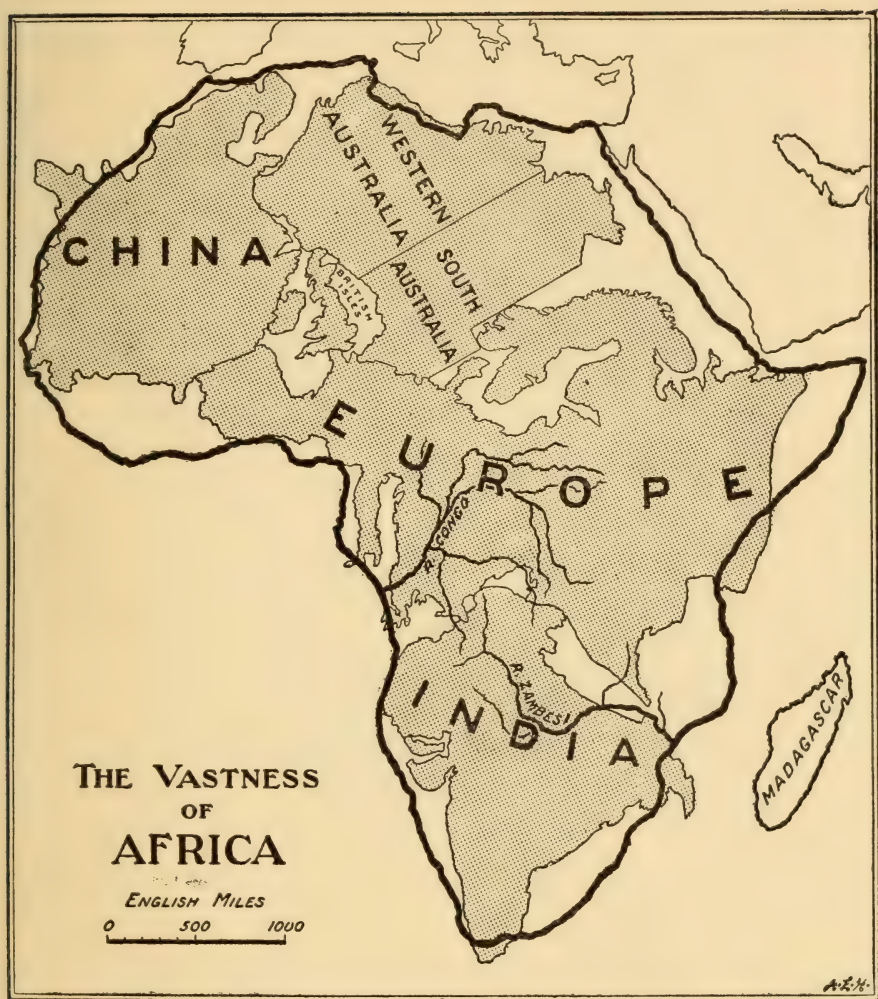 CHINA
WESTERN
AUSTRALIA
SOUTH
AUSTRALIA
BRITISH
ISLES
EUROPE
R. CONGO
R. ZAMBESI
INDIA
MADAGASCAR
THE VASTNESS
OF
AFRICA
ENGLISH MILES
0 500 1000